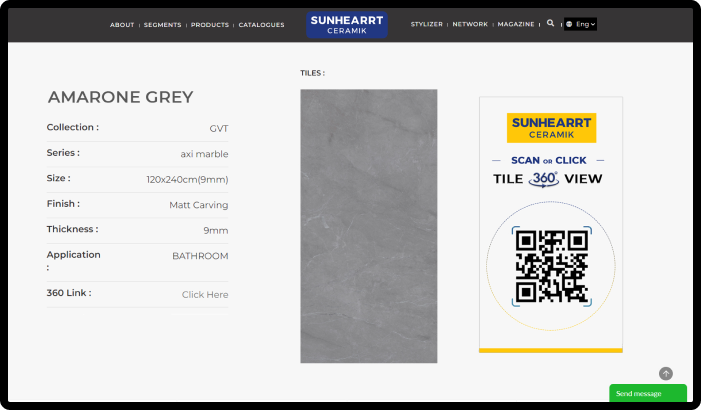 ABOUT SEGMENTS PRODUCTS CATALOGUES SUNHEARRT CERAMIK STYLIZER NETWORK MAGAZINE Eng
TILES :
AMARONE GREY
Collection : GVT
Series : axi marble
Size : 120x240cm(9mm)
Finish : Matt Carving
Thickness : 9mm
Application : BATHROOM
360 Link : Click Here
SUNHEARRT
CERAMIK
SCAN OR CLICK
TILE 360° VIEW
Send message